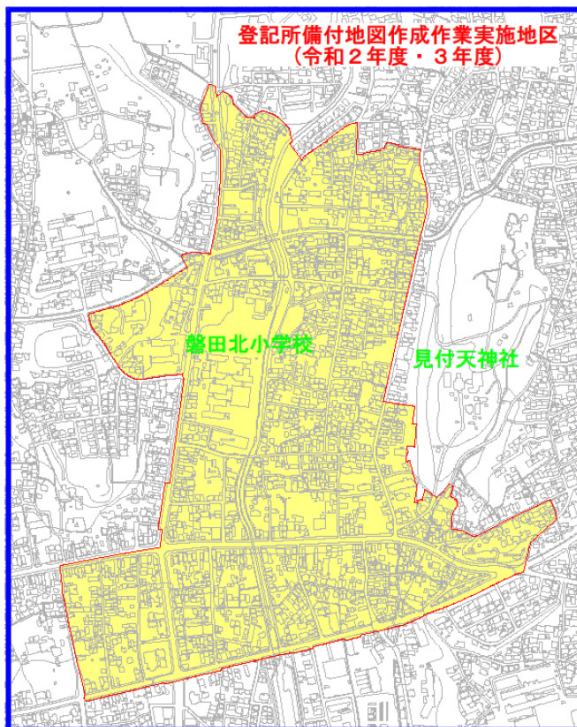 登記所備付地図作成作業実施地区
(令和２年度・３年度)
磐田北小学校
見付天神社